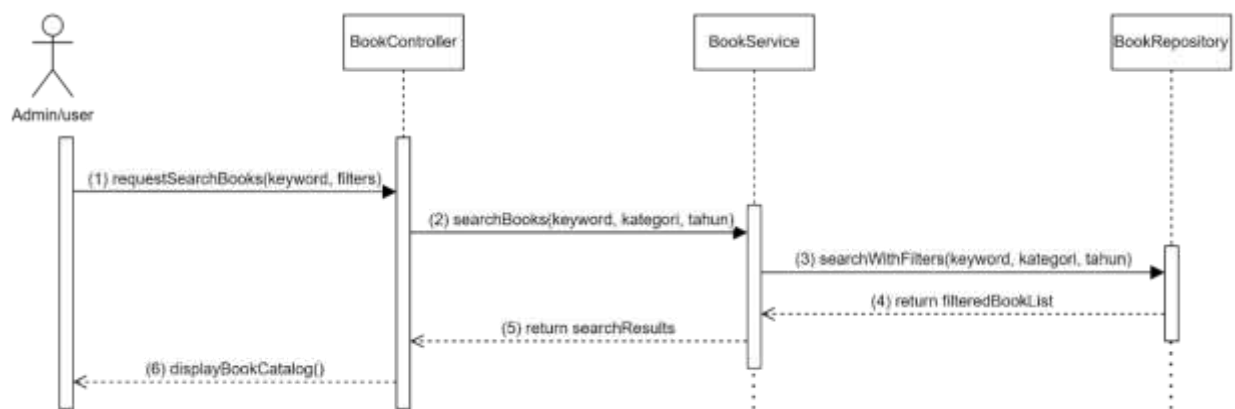 BookController
BookService
BookRepository
Admin/user
(1) requestSearchBooks(keyword, filters)
(2) searchBooks(keyword, kategori, tahun)
(3) searchWithFilters(keyword, kategori, tahun)
(4) return filteredBookList
(5) return searchResults
(6) displayBookCatalog()